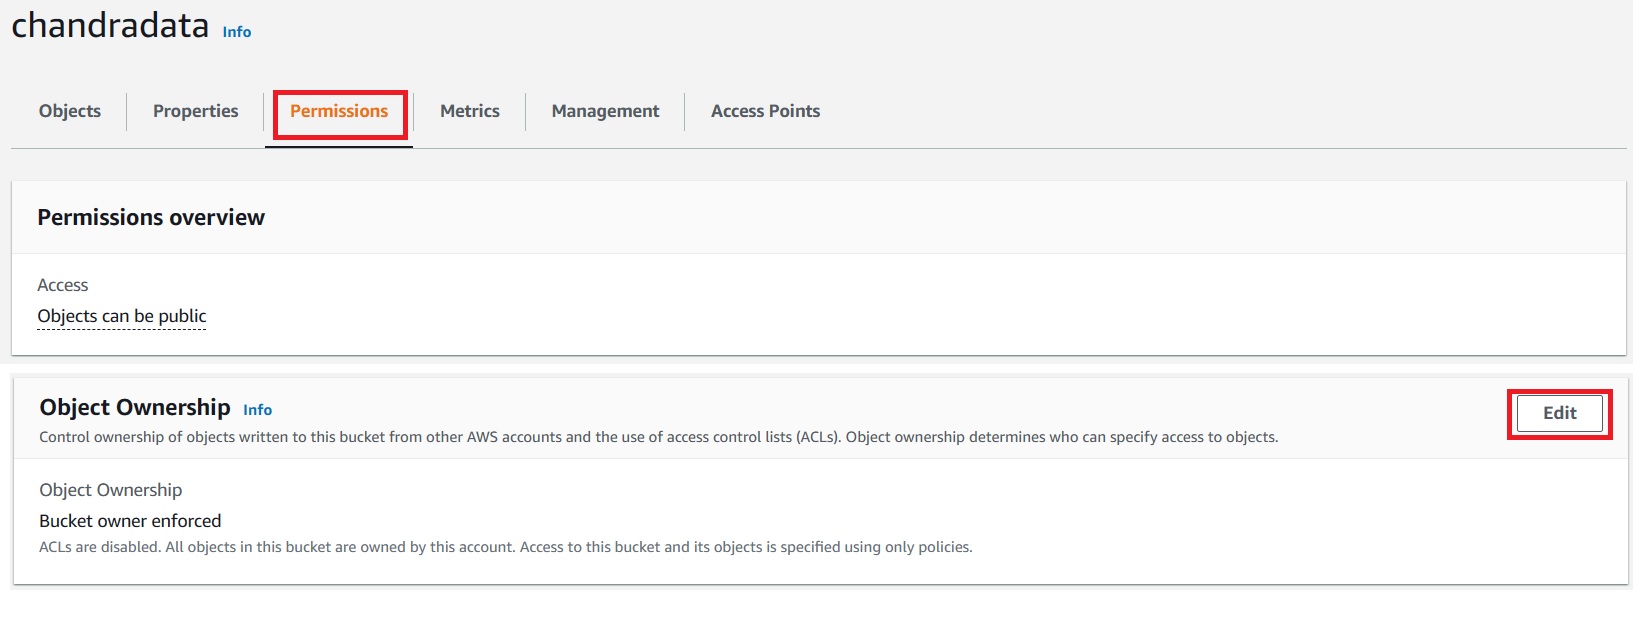 chandradata Info
Objects Properties Permissions Metrics Management Access Points
Permissions overview
Access
Objects can be public
Object Ownership Info
Edit
Control ownership of objects written to this bucket from other AWS accounts and the use of access control lists (ACLs). Object ownership determines who can specify access to objects.
Object Ownership
Bucket owner enforced
ACLs are disabled. All objects in this bucket are owned by this account. Access to this bucket and its objects is specified using only policies.